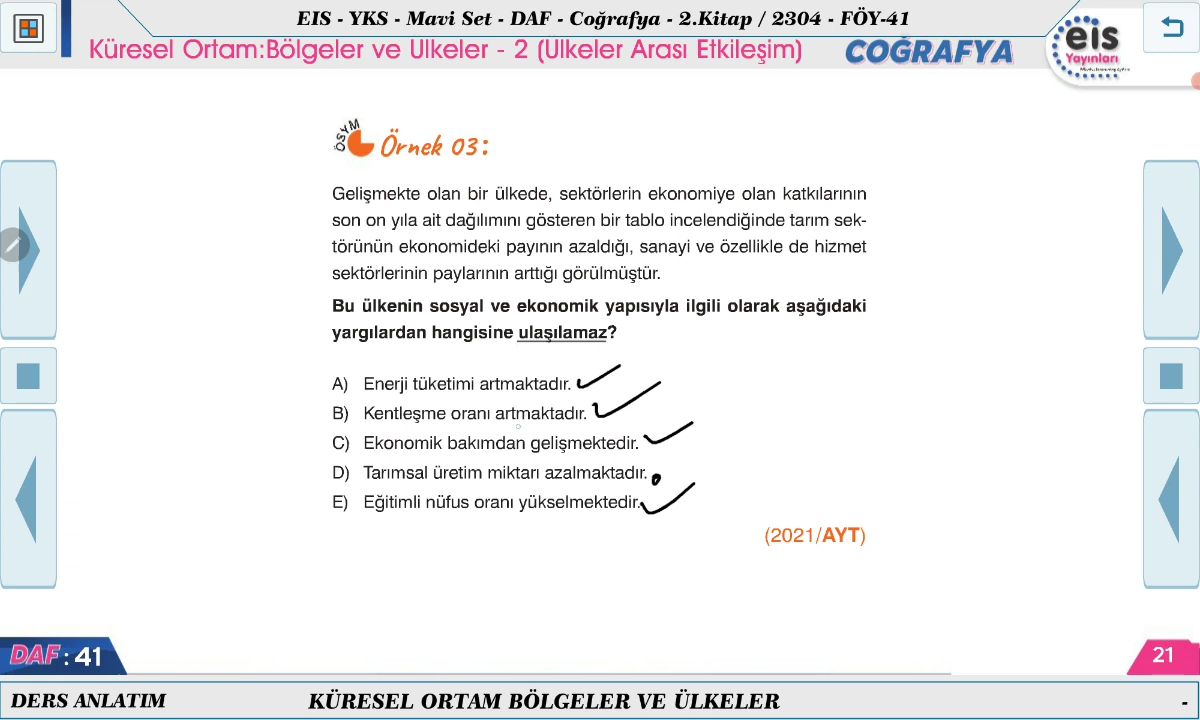 EIS - YKS - Mavi Set - DAF - Coğrafya - 2.Kitap / 2304 - FÖY-41
Küresel Ortam:Bölgeler ve Ülkeler - 2 (Ülkeler Arası Etkileşim)
COĞRAFYA
eis
Yayınları
ÖSYM
Örnek 03:
Gelişmekte olan bir ülkede, sektörlerin ekonomiye olan katkılarının
son on yıla ait dağılımını gösteren bir tablo incelendiğinde tarım sek-
törünün ekonomideki payının azaldığı, sanayi ve özellikle de hizmet
sektörlerinin paylarının arttığı görülmüştür.
Bu ülkenin sosyal ve ekonomik yapısıyla ilgili olarak aşağıdaki
yargılardan hangisine ulaşılamaz?
A) Enerji tüketimi artmaktadır.
B) Kentleşme oranı artmaktadır.
C) Ekonomik bakımdan gelişmektedir.
D) Tarımsal üretim miktarı azalmaktadır.
E) Eğitimli nüfus oranı yükselmektedir.
(2021/AYT)
DAF : 41
21
DERS ANLATIM
KÜRESEL ORTAM BÖLGELER VE ÜLKELER
-